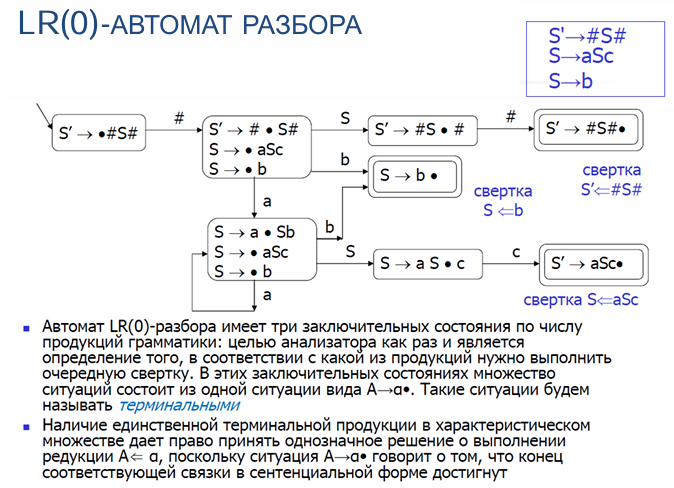 LR(0)-АВТОМАТ РАЗБОРА
S'→#S#
S→aSc
S→b
S′ → •#S#
#
S′ → # • S#
S → • aSc
S → • b
S
S′ → #S • #
#
S′ → #S#•
b
S → b •
свертка
S ⇐b
свертка
S′⇐#S#
a
S → a • Sb
S → • aSc
S → • b
b
S
S → a S • c
c
S′ → aSc•
a
свертка S⇐aSc
▪ Автомат LR(0)-разбора имеет три заключительных состояния по числу
продукций грамматики: целью анализатора как раз и является
определение того, в соответствии с какой из продукций нужно выполнить
очередную свертку. В этих заключительных состояниях множество
ситуаций состоит из одной ситуации вида A→α•. Такие ситуации будем
называть терминальными
▪ Наличие единственной терминальной продукции в характеристическом
множестве дает право принять однозначное решение о выполнении
редукции A⇐ α, поскольку ситуация A→α• говорит о том, что конец
соответствующей связки в сентенциальной форме достигнут